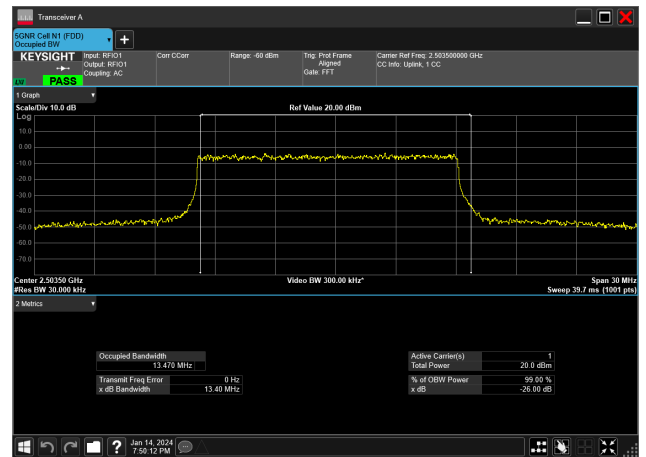 Transceiver A
5GNR Cell N1 (FDD)
Occupied BW
KEYSIGHT
LXI
PASS
Input: RFIO1
Output: RFIO1
Coupling: AC
Corr CCorr
Range: -60 dBm
Trig: Prot Frame
Aligned
Gate: FFT
Carrier Ref Freq: 2.503500000 GHz
CC Info: Uplink, 1 CC
1 Graph
Scale/Div 10.0 dB
Ref Value 20.00 dBm
Log
10.0
0.00
-10.0
-20.0
-30.0
-40.0
-50.0
-60.0
-70.0
Center 2.50350 GHz
Video BW 300.00 kHz*
Span 30 MHz
#Res BW 30.000 kHz
Sweep 39.7 ms (1001 pts)
2 Metrics
Occupied Bandwidth
13.470 MHz
Transmit Freq Error 0 Hz
x dB Bandwidth 13.40 MHz
Active Carrier(s) 1
Total Power 20.0 dBm
% of OBW Power 99.00 %
x dB -26.00 dB
?
Jan 14, 2024
7:50:12 PM